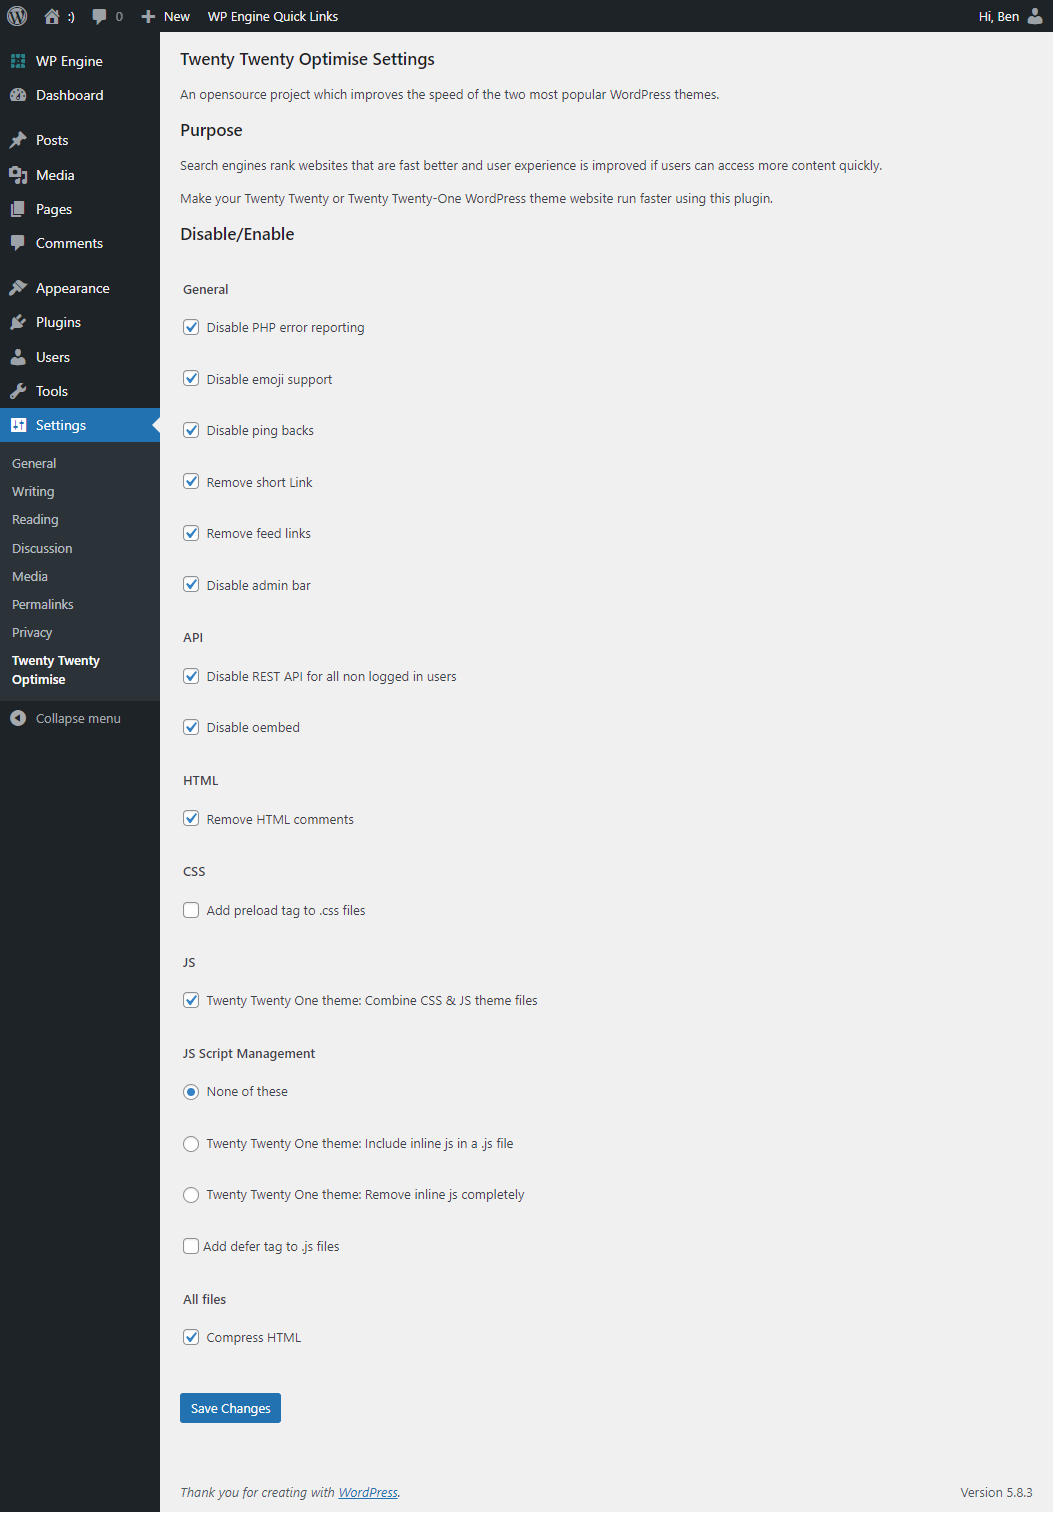 :) 0 New WP Engine Quick Links Hi, Ben
WP Engine
Dashboard
Posts
Media
Pages
Comments
Appearance
Plugins
Users
Tools
Settings
General
Writing
Reading
Discussion
Media
Permalinks
Privacy
Twenty Twenty
Optimise
Collapse menu
Twenty Twenty Optimise Settings
An opensource project which improves the speed of the two most popular WordPress themes.
Purpose
Search engines rank websites that are fast better and user experience is improved if users can access more content quickly.
Make your Twenty Twenty or Twenty Twenty-One WordPress theme website run faster using this plugin.
Disable/Enable
General
Disable PHP error reporting
Disable emoji support
Disable ping backs
Remove short Link
Remove feed links
Disable admin bar
API
Disable REST API for all non logged in users
Disable oembed
HTML
Remove HTML comments
CSS
Add preload tag to .css files
JS
Twenty Twenty One theme: Combine CSS & JS theme files
JS Script Management
None of these
Twenty Twenty One theme: Include inline js in a .js file
Twenty Twenty One theme: Remove inline js completely
Add defer tag to .js files
All files
Compress HTML
Save Changes
Thank you for creating with WordPress. Version 5.8.3